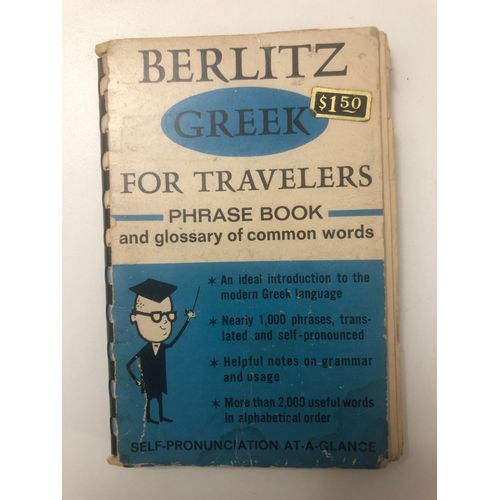 BERLITZ
GREEK
$1.50
FOR TRAVELERS
PHRASE BOOK
and glossary of common words
* An ideal introduction to the
modern Greek language
* Nearly 1,000 phrases, trans-
lated and self-pronounced
* Helpful notes on grammar
and usage
* More than 2,000 useful words
in alphabetical order
SELF-PRONUNCIATION AT-A-GLANCE